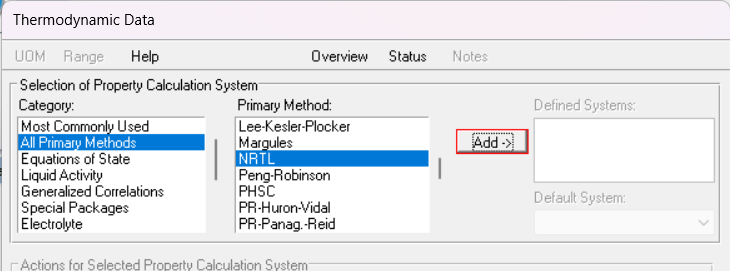 Thermodynamic Data
UOM Range Help Overview Status Notes
Selection of Property Calculation System
Category: Primary Method: Defined Systems:
Most Commonly Used
All Primary Methods
Equations of State
Liquid Activity
Generalized Correlations
Special Packages
Electrolyte
Lee-Kesler-Plocker
Margules
NRTL
Peng-Robinson
PHSC
PR-Huron-Vidal
PR-Panag.-Reid
Add ->
Default System:
Actions for Selected Property Calculation System